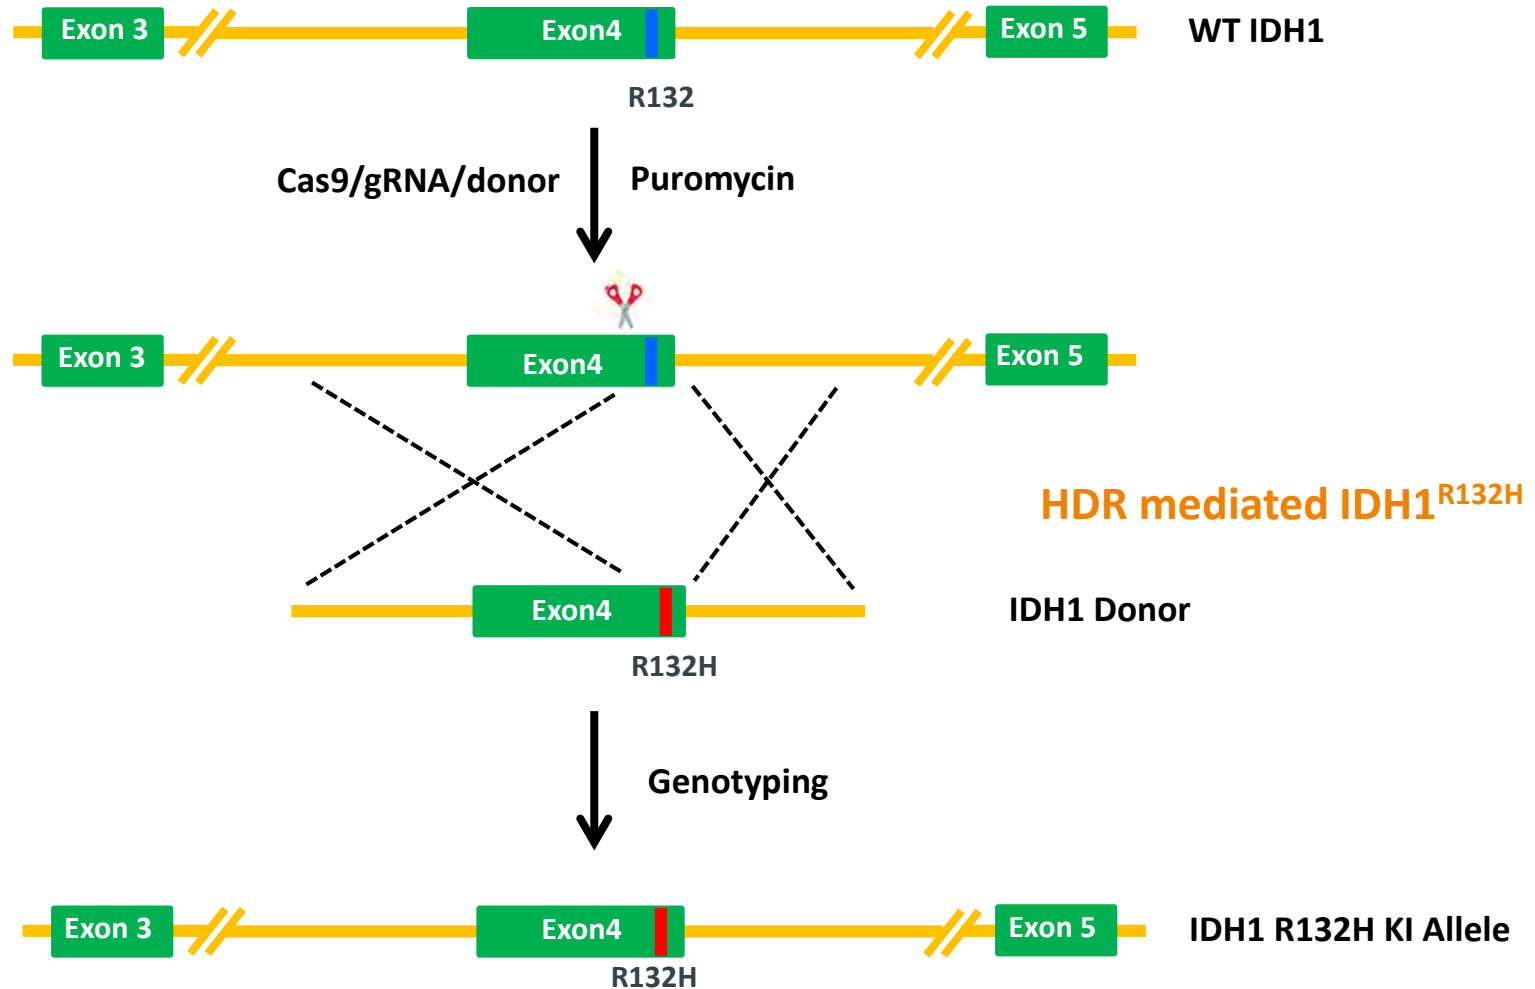 Exon 3
Exon4
Exon 5
WT IDH1
R132
Cas9/gRNA/donor
Puromycin
Exon 3
Exon4
Exon 5
HDR mediated IDH1R132H
Exon4
IDH1 Donor
R132H
Genotyping
Exon 3
Exon4
Exon 5
IDH1 R132H KI Allele
R132H